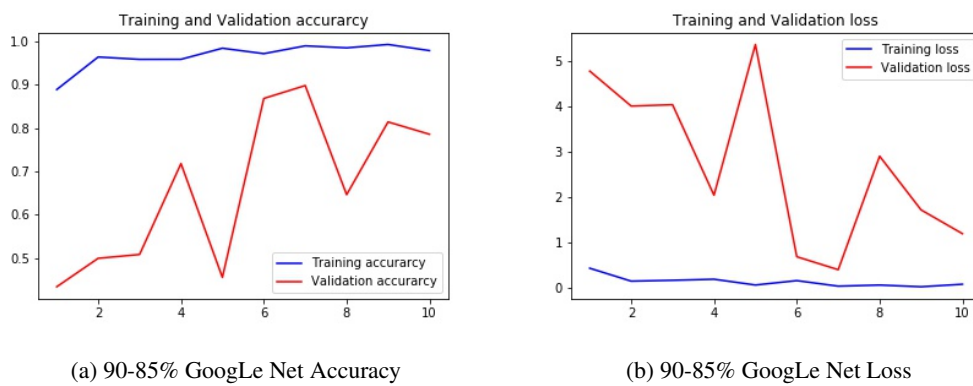 Training and Validation accurarcy
1.0
0.9
0.8
0.7
0.6
0.5
Training accurarcy
Validation accurarcy
2 4 6 8 10
(a) 90-85% GoogLe Net Accuracy
Training and Validation loss
Training loss
Validation loss
5
4
3
2
1
0
2 4 6 8 10
(b) 90-85% GoogLe Net Loss